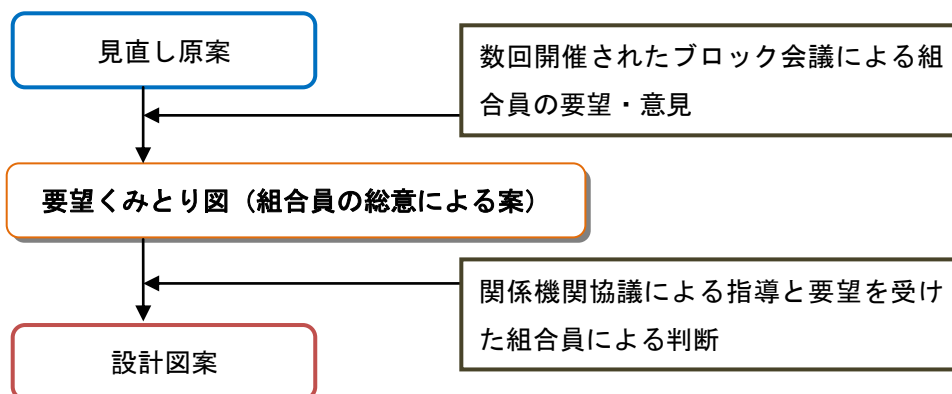 見直し原案
数回開催されたブロック会議による組
合員の要望・意見
要望くみとり図（組合員の総意による案）
関係機関協議による指導と要望を受け
た組合員による判断
設計図案